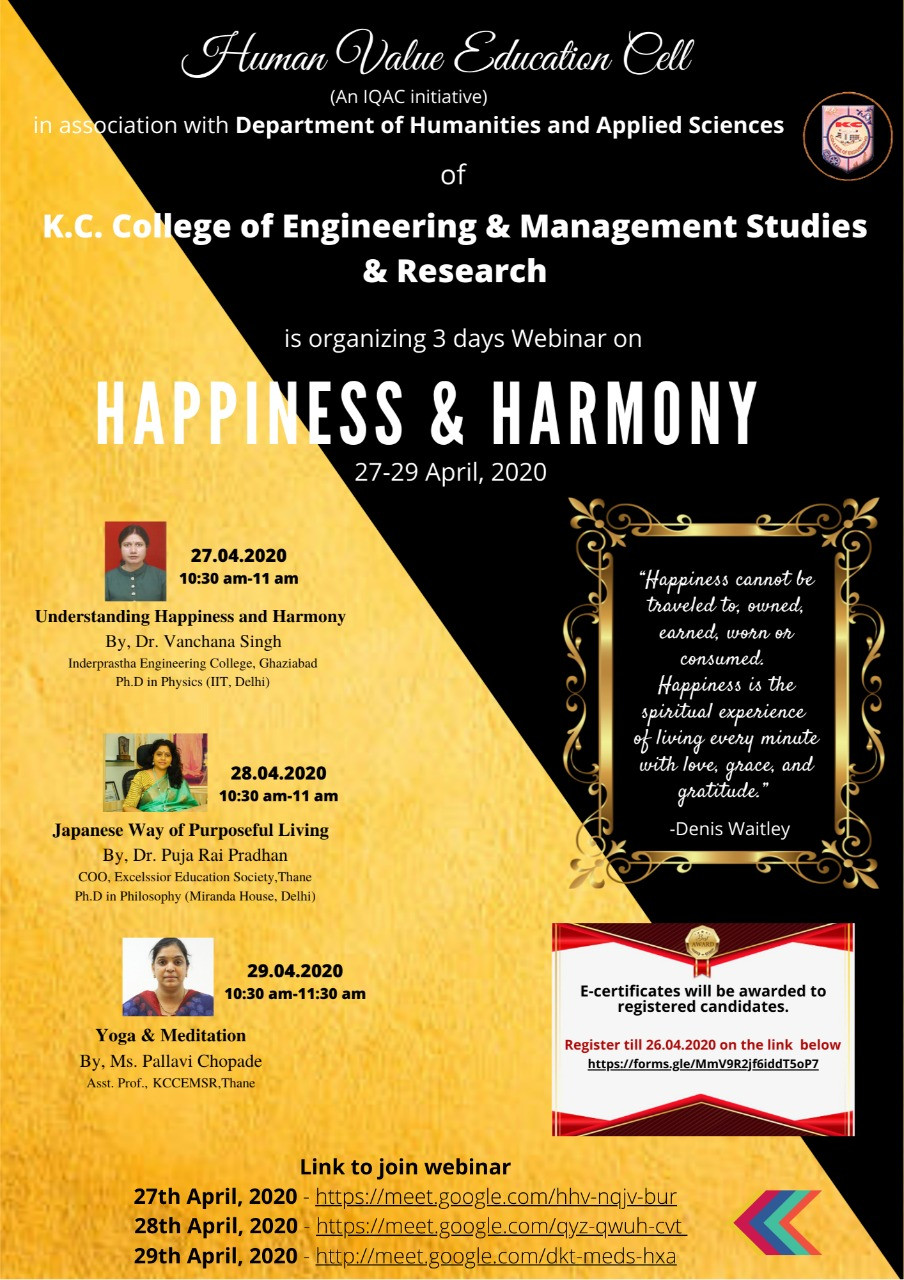 Human Value Education Cell
(An IQAC initiative)
in association with Department of Humanities and Applied Sciences
of
K.C. College of Engineering & Management Studies
& Research
is organizing 3 days Webinar on
HAPPINESS & HARMONY
27-29 April, 2020
27.04.2020
10:30 am-11 am
Understanding Happiness and Harmony
By, Dr. Vanchana Singh
Inderprastha Engineering College, Ghaziabad
Ph.D in Physics (IIT, Delhi)
28.04.2020
10:30 am-11 am
Japanese Way of Purposeful Living
By, Dr. Puja Rai Pradhan
COO, Excelssior Education Society,Thane
Ph.D in Philosophy (Miranda House, Delhi)
29.04.2020
10:30 am-11:30 am
Yoga & Meditation
By, Ms. Pallavi Chopade
Asst. Prof., KCCEMSR,Thane
“Happiness cannot be
traveled to, owned,
earned, worn or
consumed.
Happiness is the
spiritual experience
of living every minute
with love, grace, and
gratitude.”
-Denis Waitley
AWARD
E-certificates will be awarded to
registered candidates.
Register till 26.04.2020 on the link below
https://forms.gle/MmV9R2jf6iddT5oP7
Link to join webinar
27th April, 2020 - https://meet.google.com/hhv-nqjv-bur
28th April, 2020 - https://meet.google.com/qyz-qwuh-cvt
29th April, 2020 - http://meet.google.com/dkt-meds-hxa